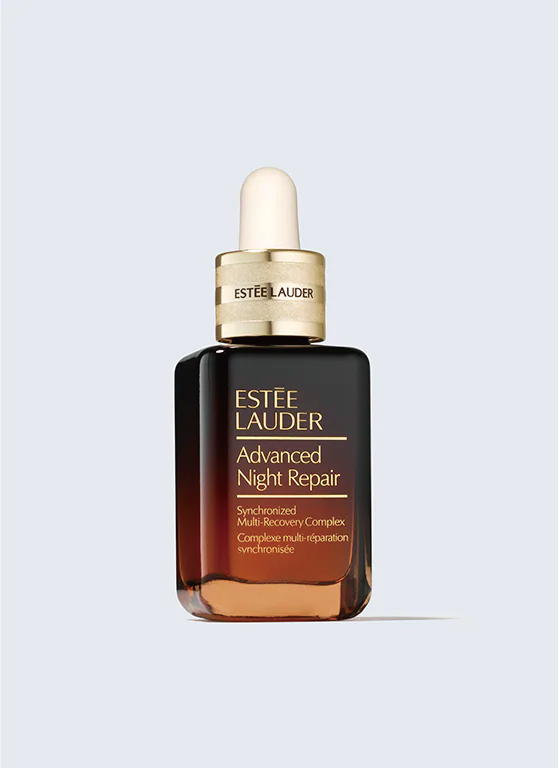 ESTĒE LAUDER
ESTĒE
LAUDER
Advanced
Night Repair
Synchronized
Multi-Recovery Complex
Complexe multi-réparation
synchronisée